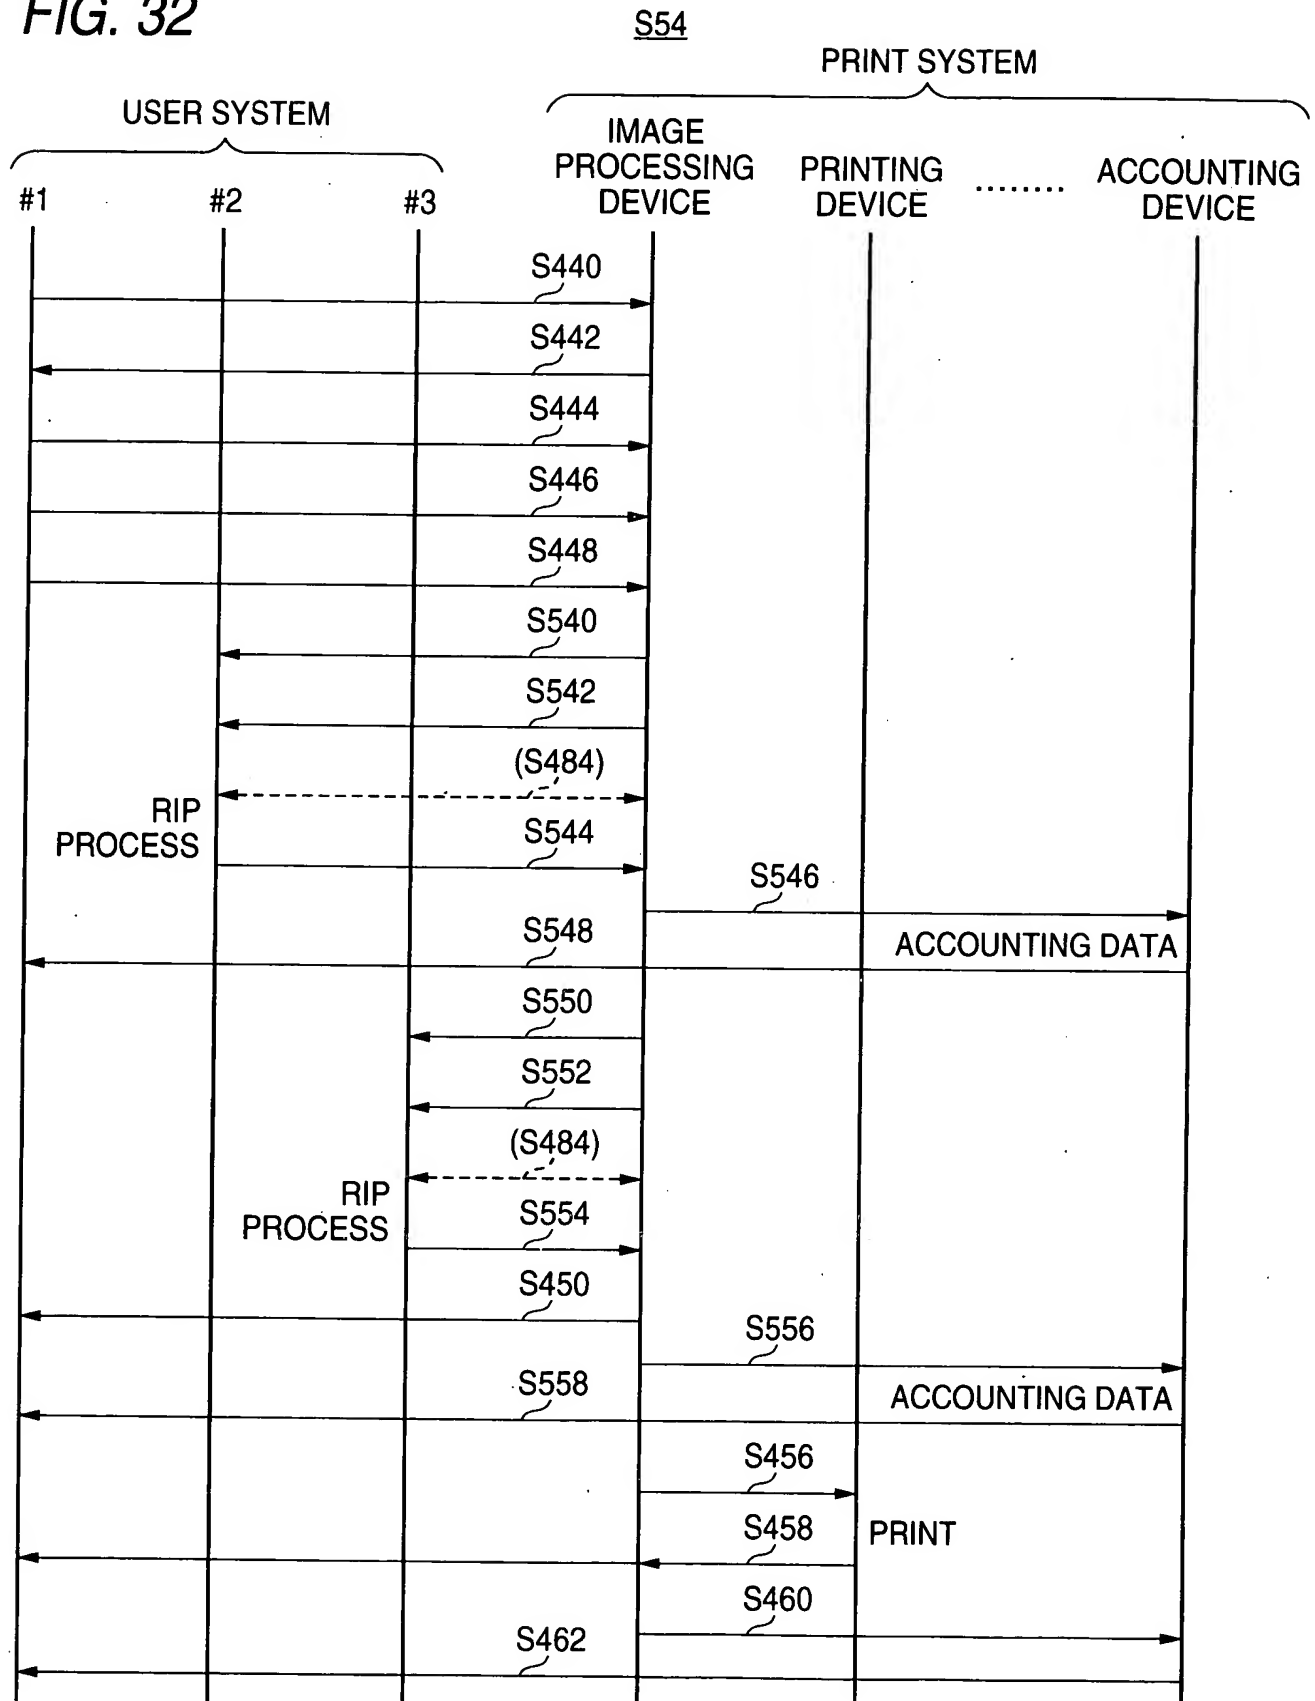 FIG. 32
S54
PRINT SYSTEM
USER SYSTEM
IMAGE
PROCESSING
DEVICE
PRINTING
DEVICE
........
ACCOUNTING
DEVICE
#1
#2
#3
S440
S442
S444
S446
S448
S540
S542
(S484)
RIP
PROCESS
S544
S546
S548
ACCOUNTING DATA
S550
S552
(S484)
RIP
PROCESS
S554
S450
S556
S558
ACCOUNTING DATA
S456
S458
PRINT
S460
S462